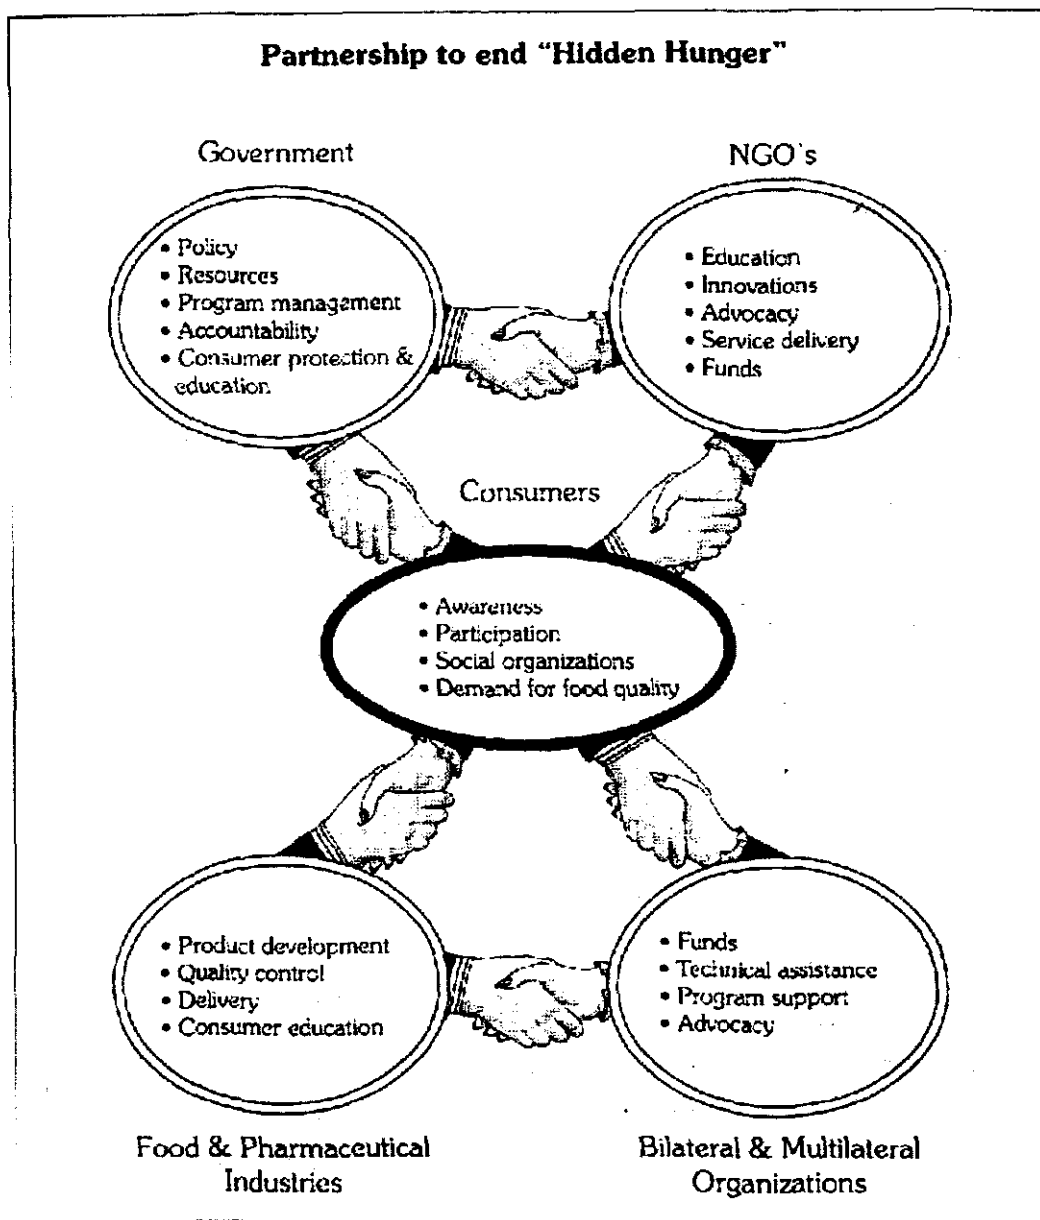 Partnership to end "Hidden Hunger"
Government
• Policy
• Resources
• Program management
• Accountability
• Consumer protection &
education
NGO's
• Education
• Innovations
• Advocacy
• Service delivery
• Funds
Consumers
• Awareness
• Participation
• Social organizations
• Demand for food quality
• Product development
• Quality control
• Delivery
• Consumer education
Food & Pharmaceutical
Industries
• Funds
• Technical assistance
• Program support
• Advocacy
Bilateral & Multilateral
Organizations